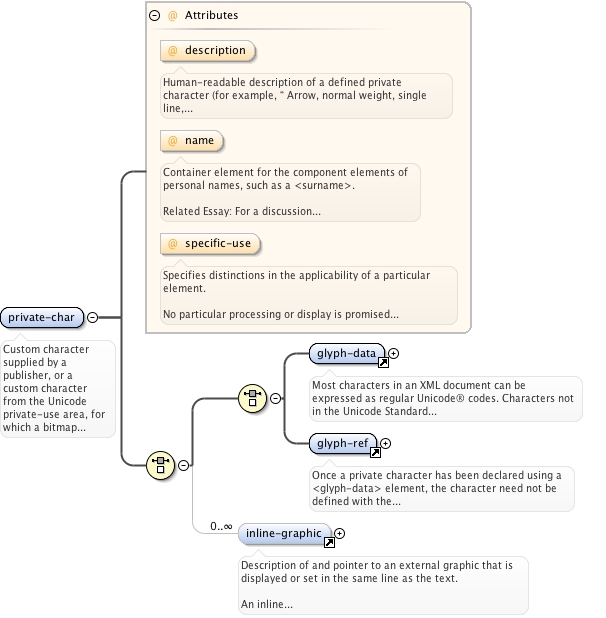 @ Attributes
@ description
Human-readable description of a defined private
character (for example, “ Arrow, normal weight, single
line,...
@ name
Container element for the component elements of
personal names, such as a <surname>.
Related Essay: For a discussion...
@ specific-use
Specifies distinctions in the applicability of a particular
element.
No particular processing or display is promised...
private-char
Custom character
supplied by a
publisher, or a
custom character
from the Unicode
private-use area, for
which a bitmap...
glyph-data
Most characters in an XML document can be
expressed as regular Unicode® codes. Characters not
in the Unicode Standard...
glyph-ref
Once a private character has been declared using a
<glyph-data> element, the character need not be
defined with the...
0..∞
inline-graphic
Description of and pointer to an external graphic that is
displayed or set in the same line as the text.
An inline...